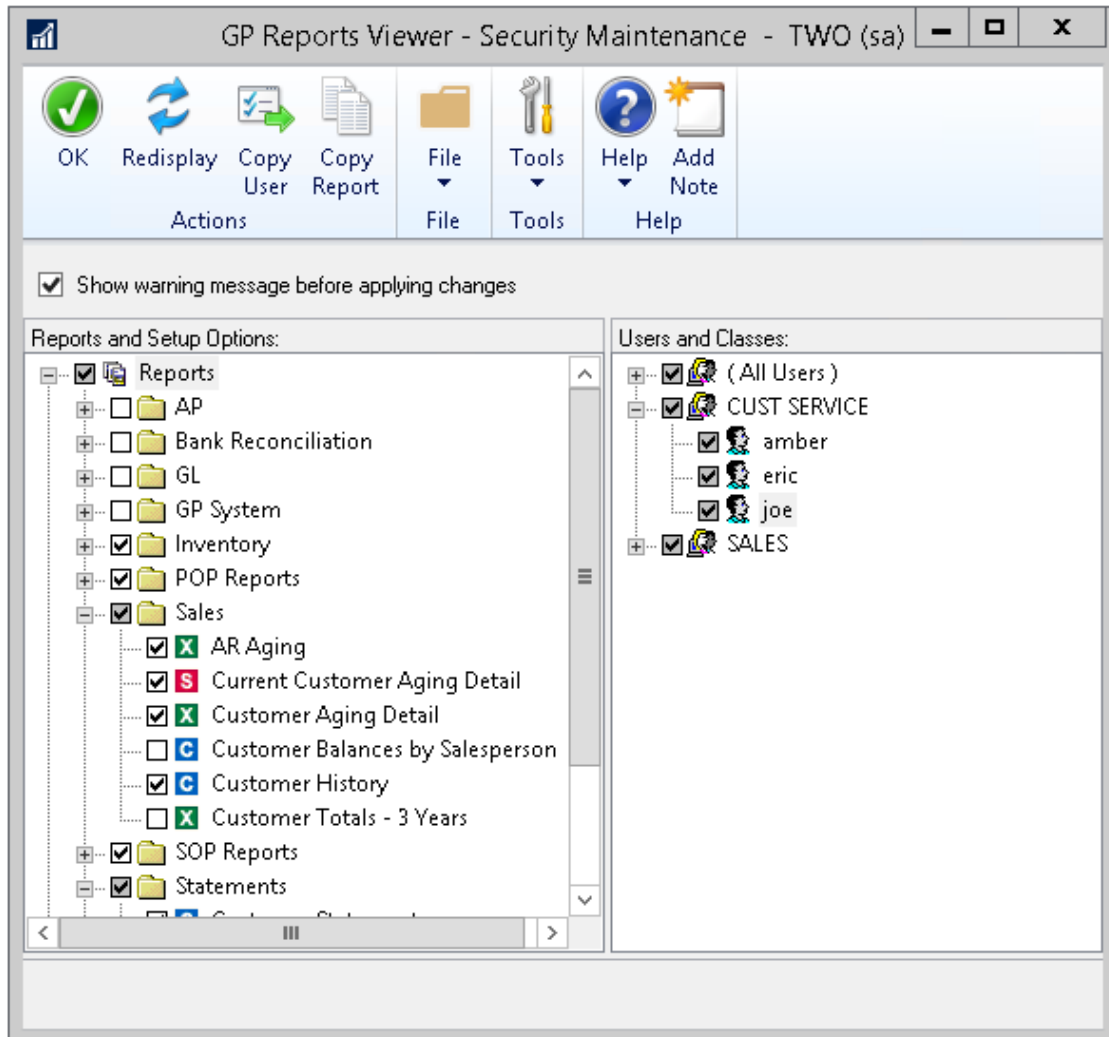 GP Reports Viewer - Security Maintenance - TWO (sa)
OK
Redisplay
Copy User
Copy Report
File
Tools
Help
Add Note
Actions
File
Tools
Help
Show warning message before applying changes
Reports and Setup Options:
Reports
AP
Bank Reconciliation
GL
GP System
Inventory
POP Reports
Sales
X AR Aging
S Current Customer Aging Detail
X Customer Aging Detail
C Customer Balances by Salesperson
C Customer History
X Customer Totals - 3 Years
SOP Reports
Statements
Users and Classes:
( All Users )
CUST SERVICE
amber
eric
joe
SALES